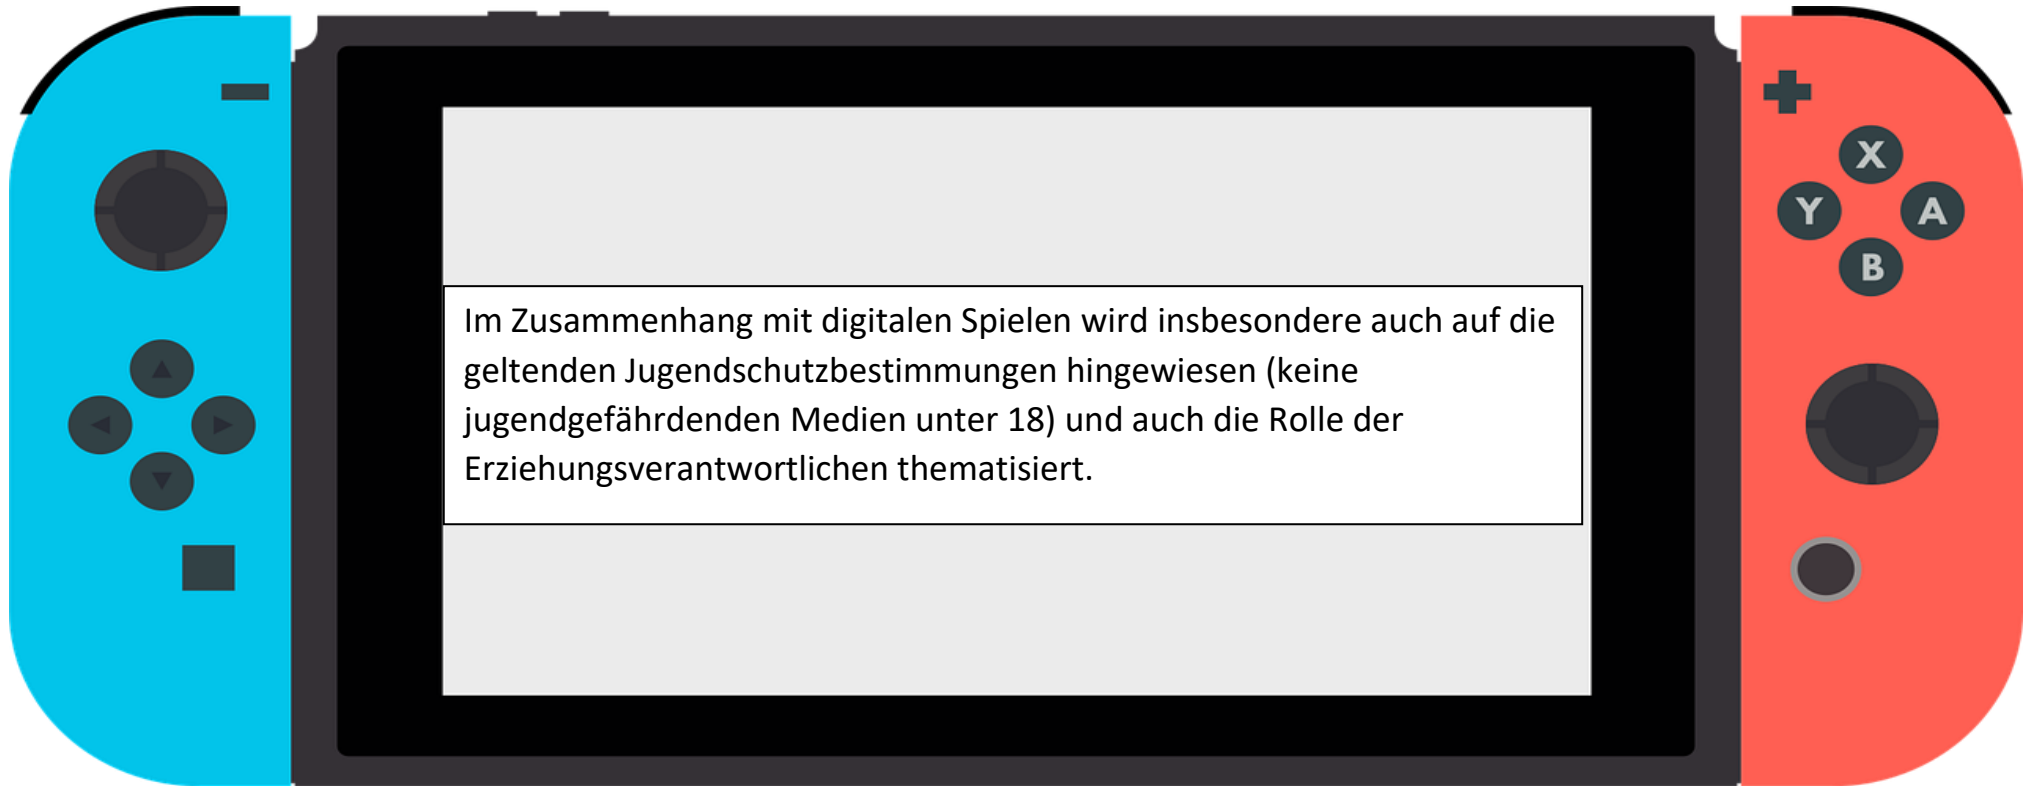 Im Zusammenhang mit digitalen Spielen wird insbesondere auch auf die
geltenden Jugendschutzbestimmungen hingewiesen (keine
jugendgefährdenden Medien unter 18) und auch die Rolle der
Erziehungsverantwortlichen thematisiert.
X
Y A
B